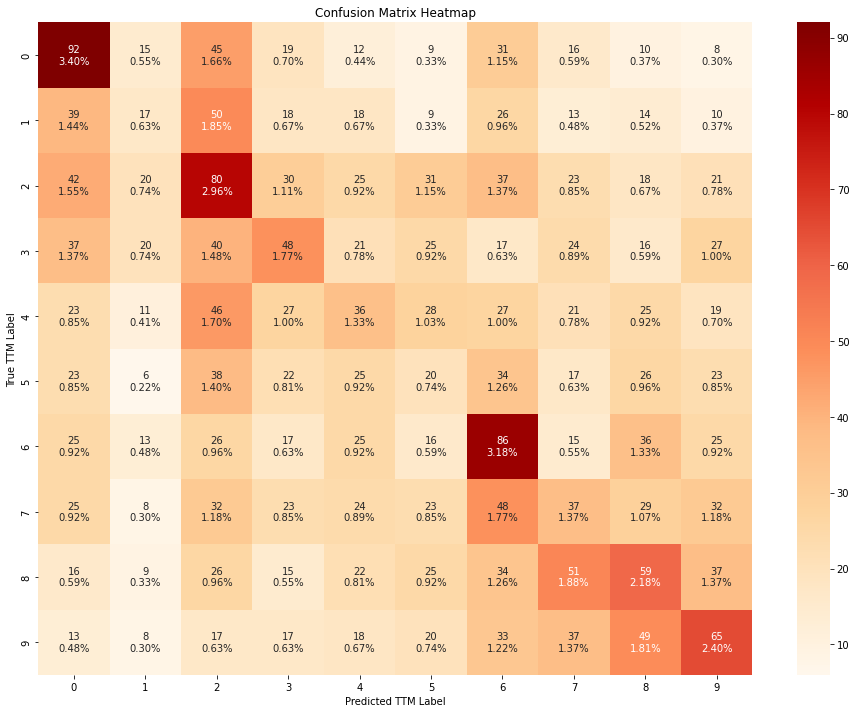 Confusion Matrix Heatmap
92 15 45 19 12 9 31 16 10 8
3.40% 0.55% 1.66% 0.70% 0.44% 0.33% 1.15% 0.59% 0.37% 0.30%
0
39 17 50 18 18 9 26 13 14 10
1.44% 0.63% 1.85% 0.67% 0.67% 0.33% 0.96% 0.48% 0.52% 0.37%
1
42 20 80 30 25 31 37 23 18 21
1.55% 0.74% 2.96% 1.11% 0.92% 1.15% 1.37% 0.85% 0.67% 0.78%
2
37 20 40 48 21 25 17 24 16 27
1.37% 0.74% 1.48% 1.77% 0.78% 0.92% 0.63% 0.89% 0.59% 1.00%
3
23 11 46 27 36 28 27 21 25 19
0.85% 0.41% 1.70% 1.00% 1.33% 1.03% 1.00% 0.78% 0.92% 0.70%
4
23 6 38 22 25 20 34 17 26 23
0.85% 0.22% 1.40% 0.81% 0.92% 0.74% 1.26% 0.63% 0.96% 0.85%
5
25 13 26 17 25 16 86 15 36 25
0.92% 0.48% 0.96% 0.63% 0.92% 0.59% 3.18% 0.55% 1.33% 0.92%
6
25 8 32 23 24 23 48 37 29 32
0.92% 0.30% 1.18% 0.85% 0.89% 0.85% 1.77% 1.37% 1.07% 1.18%
7
16 9 26 15 22 25 34 51 59 37
0.59% 0.33% 0.96% 0.55% 0.81% 0.92% 1.26% 1.88% 2.18% 1.37%
8
13 8 17 17 18 20 33 37 49 65
0.48% 0.30% 0.63% 0.63% 0.67% 0.74% 1.22% 1.37% 1.81% 2.40%
9
True TTM Label
0 1 2 3 4 5 6 7 8 9
Predicted TTM Label
90
80
70
60
50
40
30
20
10